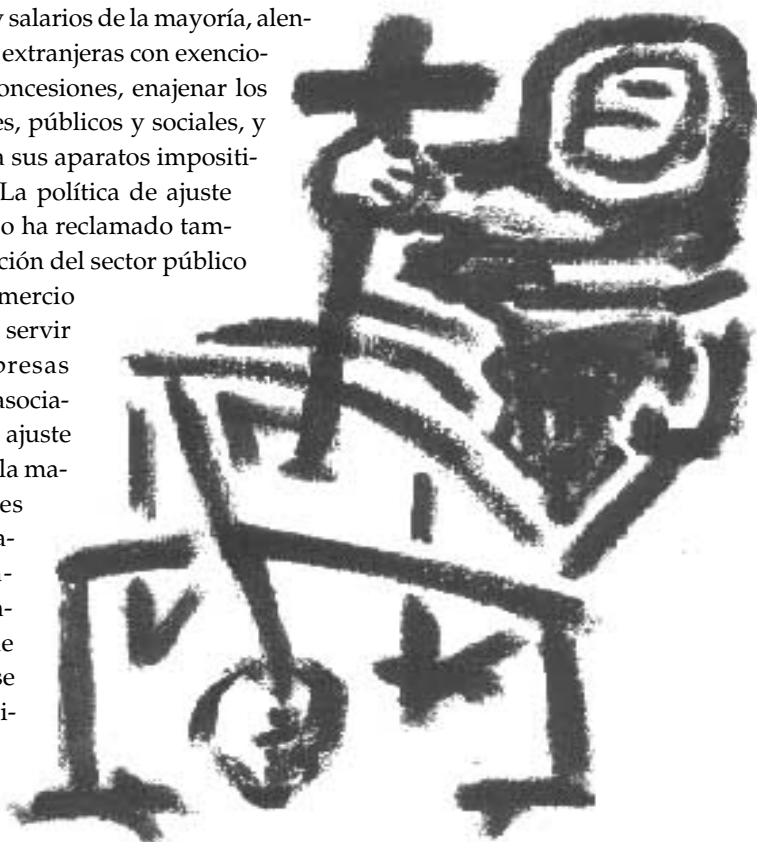 y salarios de la mayoría, alen-
extranjeras con exencio-
oncesiones, enajenar los
es, públicos y sociales, y
a sus aparatos impositi-
La política de ajuste
o ha reclamado tam-
ción del sector público
mercio
servir
presas
asocia-
ajuste
la ma-
es
a-
-
n-
e
se
i-